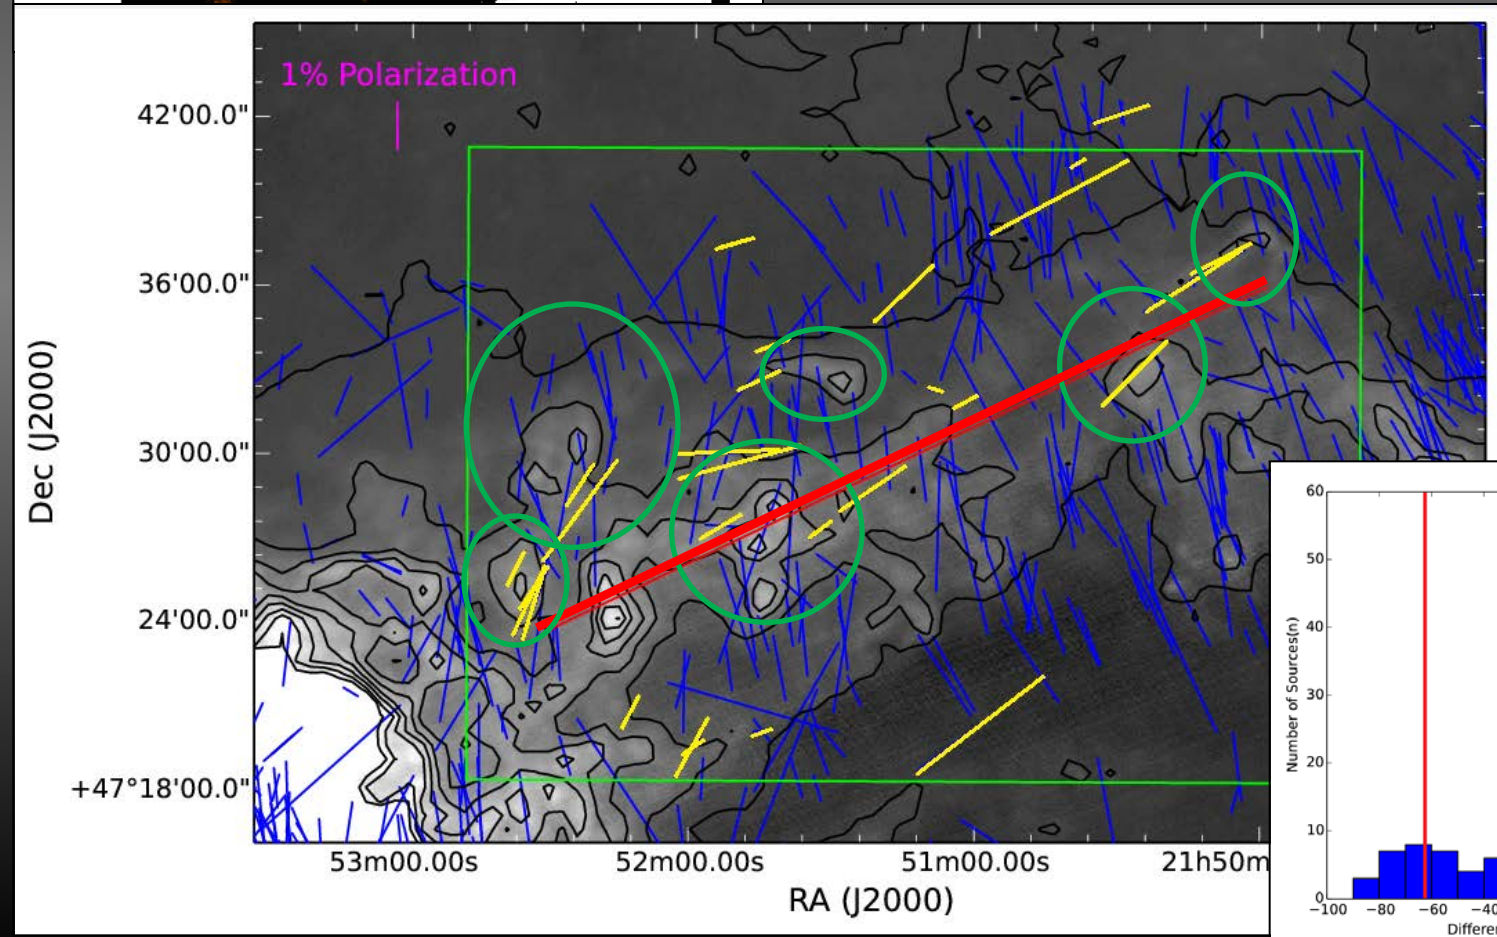 1% Polarization
42'00.0"
36'00.0"
30'00.0"
24'00.0"
+47°18'00.0"
Dec (J2000)
53m00.00s
52m00.00s
51m00.00s
21h50m
RA (J2000)
60
50
40
30
20
10
0
Number of Sources(n)
−100
−80
−60
−40
Differen